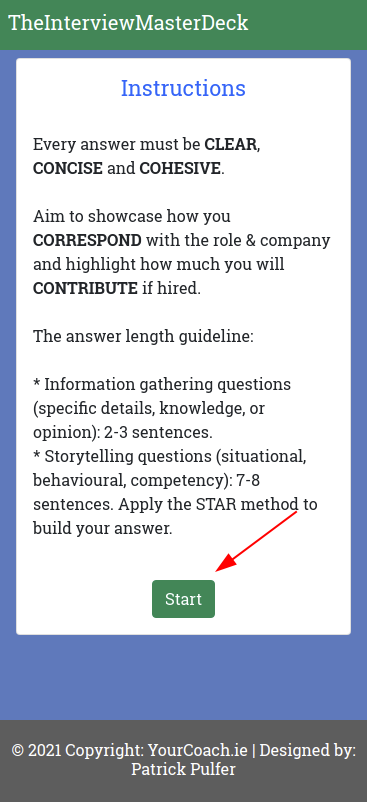 TheInterviewMasterDeck
Instructions
Every answer must be CLEAR,
CONCISE and COHESIVE.
Aim to showcase how you
CORRESPOND with the role & company
and highlight how much you will
CONTRIBUTE if hired.
The answer length guideline:
* Information gathering questions
(specific details, knowledge, or
opinion): 2-3 sentences.
* Storytelling questions (situational,
behavioural, competency): 7-8
sentences. Apply the STAR method to
build your answer.
Start
© 2021 Copyright: YourCoach.ie | Designed by:
Patrick Pulfer